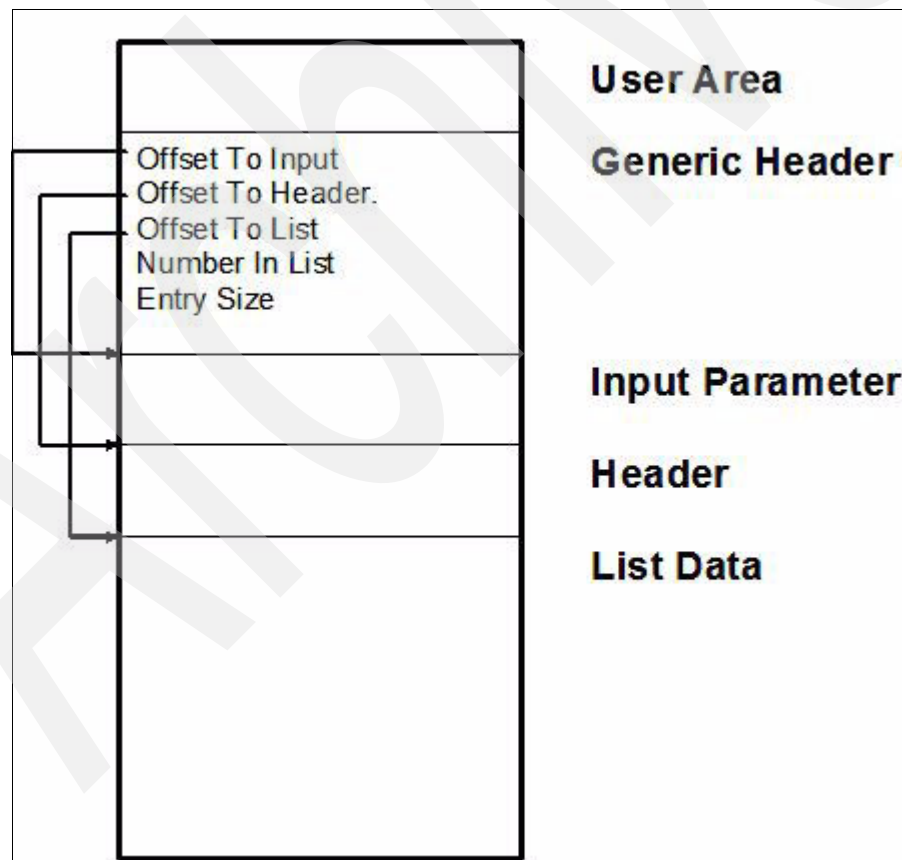 User Area
Generic Header
Offset To Input
Offset To Header.
Offset To List
Number In List
Entry Size
Input Parameter
Header
List Data